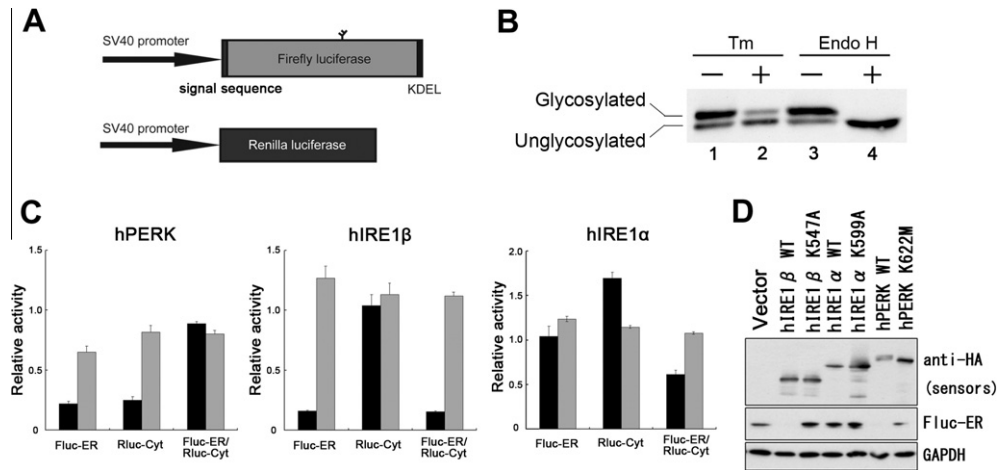 A
SV40 promoter
Firefly luciferase
signal sequence
KDEL
SV40 promoter
Renilla luciferase
B
Tm
Endo H
− + − +
Glycosylated
Unglycosylated
1 2 3 4
C
hPERK
Relative activity
1.5
1.0
0.5
0
Fluc-ER
Rluc-Cyt
Fluc-ER/
Rluc-Cyt
hIRE1β
Relative activity
1.5
1.0
0.5
0
Fluc-ER
Rluc-Cyt
Fluc-ER/
Rluc-Cyt
hIRE1α
Relative activity
2.0
1.5
1.0
0.5
0
Fluc-ER
Rluc-Cyt
Fluc-ER/
Rluc-Cyt
D
Vector
hIRE1β WT
hIRE1β K547A
hIRE1α WT
hIRE1α K599A
hPERK WT
hPERK K622M
anti-HA
(sensors)
Fluc-ER
GAPDH